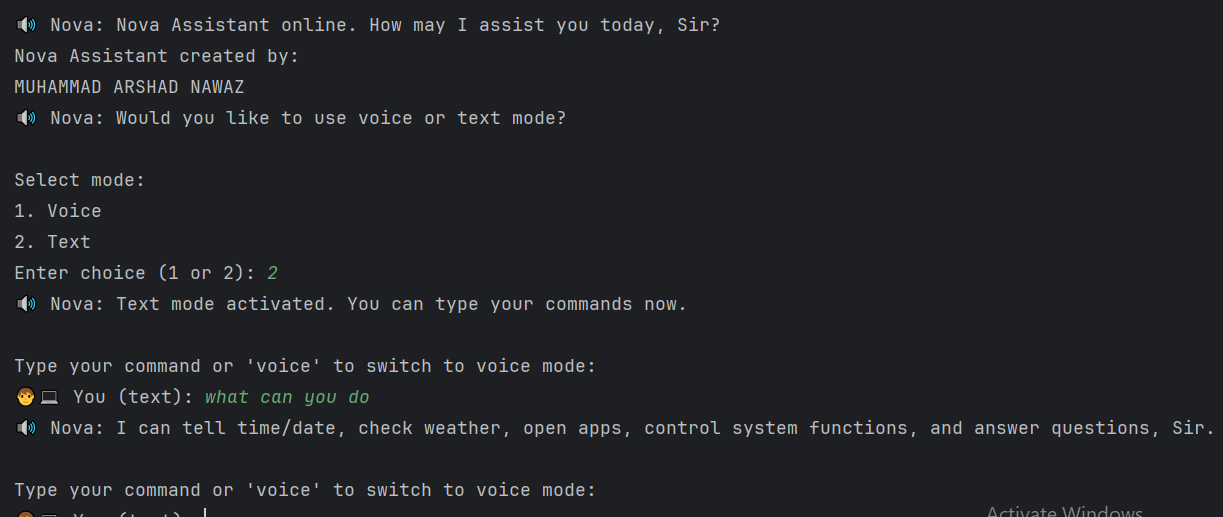 🔊 Nova: Nova Assistant online. How may I assist you today, Sir?
Nova Assistant created by:
MUHAMMAD ARSHAD NAWAZ
🔊 Nova: Would you like to use voice or text mode?
Select mode:
1. Voice
2. Text
Enter choice (1 or 2): 2
🔊 Nova: Text mode activated. You can type your commands now.
Type your command or 'voice' to switch to voice mode:
🧑💻 You (text): what can you do
🔊 Nova: I can tell time/date, check weather, open apps, control system functions, and answer questions, Sir.
Type your command or 'voice' to switch to voice mode:
🧑💻 You (text):
Activate Windows